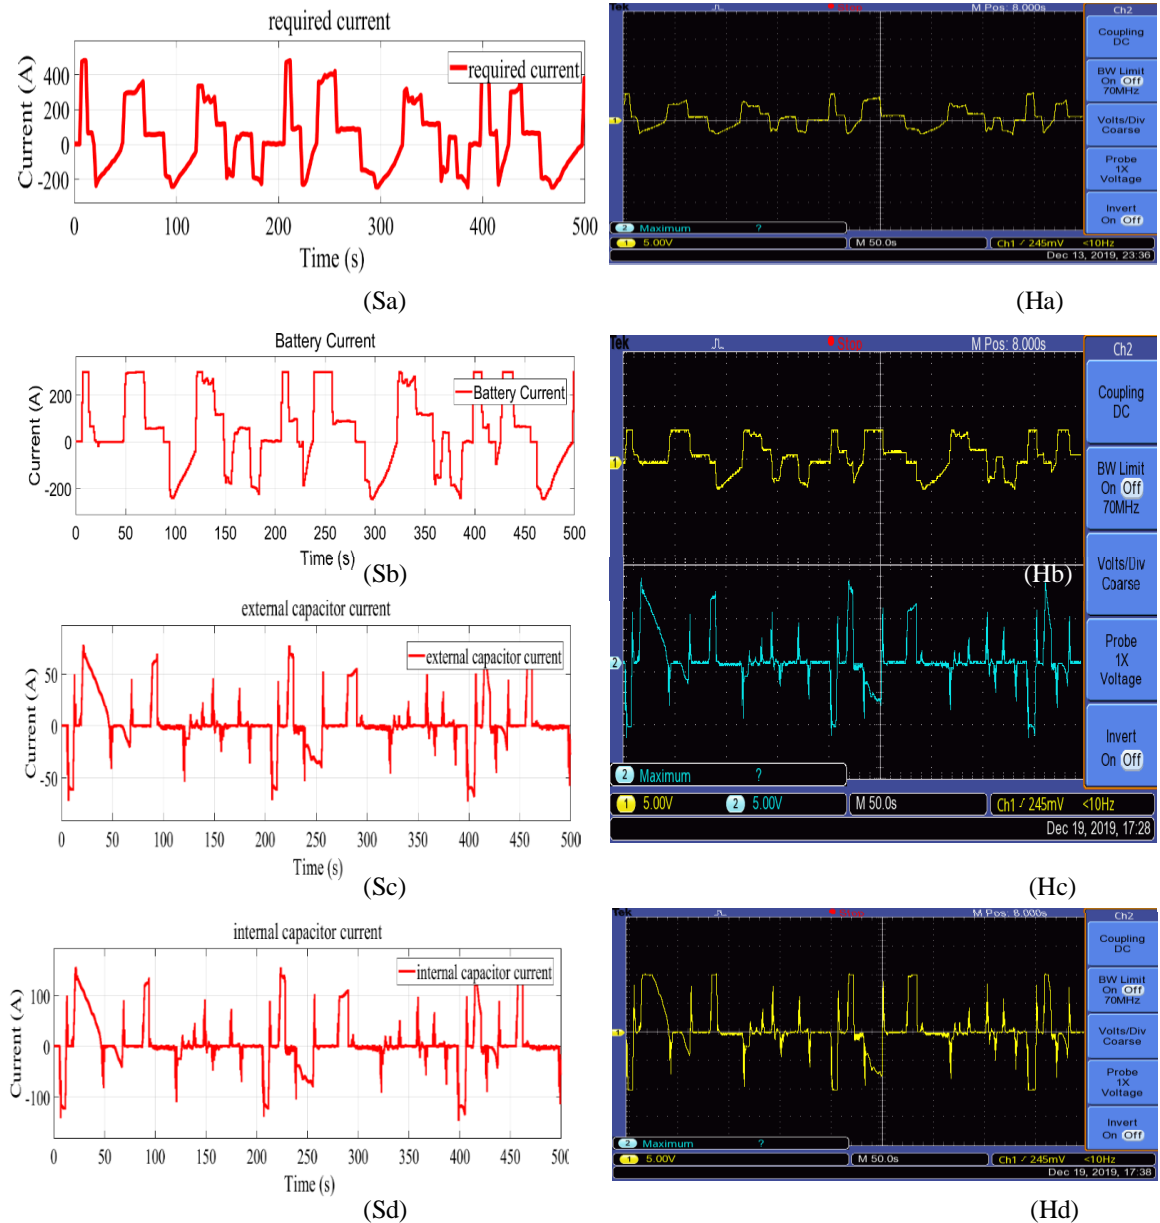 required current
required current
Current (A)
400
200
0
-200
0 100 200 300 400 500
Time (s)
(Sa)
Tek Stop M Pos: 8.000s Ch2
Coupling
DC
BW Limit
On Off
70MHz
Volts/Div
Coarse
Probe
1X
Voltage
Invert
On Off
1
2 Maximum ?
1 5.00V M 50.0s Ch1 / 245mV <10Hz
Dec 13, 2019, 23:36
(Ha)
Battery Current
Battery Current
Current (A)
200
0
-200
0 50 100 150 200 250 300 350 400 450 500
Time (s)
(Sb)
Tek Stop M Pos: 8.000s Ch2
Coupling
DC
BW Limit
On Off
70MHz
Volts/Div
Coarse
Probe
1X
Voltage
Invert
On Off
1
(Hb)
2
2 Maximum ?
1 5.00V 2 5.00V M 50.0s Ch1 / 245mV <10Hz
Dec 19, 2019, 17:28
external capacitor current
external capacitor current
Current (A)
50
0
-50
0 50 100 150 200 250 300 350 400 450 500
Time (s)
(Sc)
(Hc)
internal capacitor current
internal capacitor current
Current (A)
100
0
-100
0 50 100 150 200 250 300 350 400 450 500
Time (s)
(Sd)
Tek Stop M Pos: 8.000s Ch2
Coupling
DC
BW Limit
On Off
70MHz
Volts/Div
Coarse
Probe
1X
Voltage
Invert
On Off
1
2 Maximum ?
1 5.00V M 50.0s Ch1 / 245mV <10Hz
Dec 19, 2019, 17:38
(Hd)